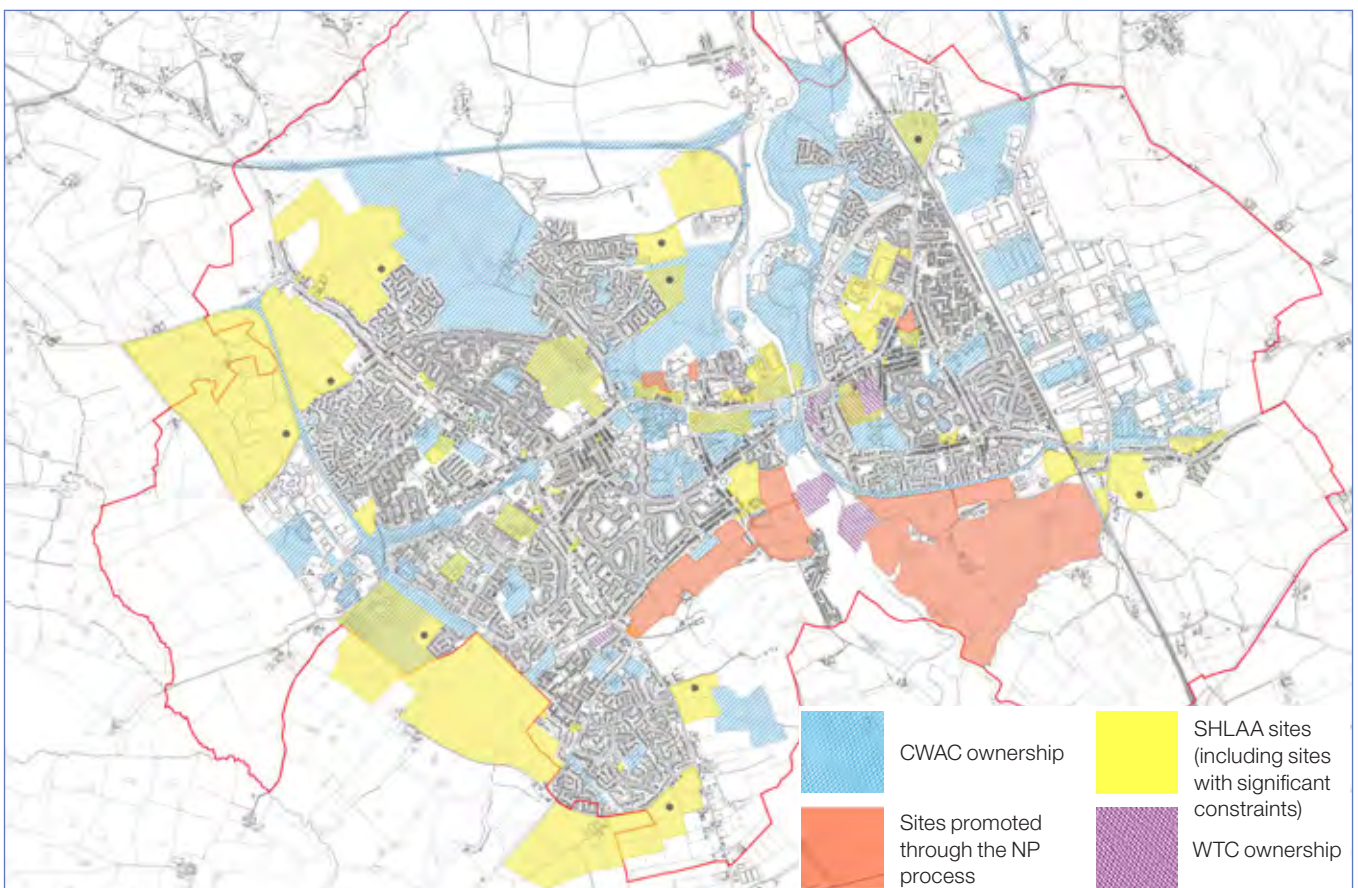 CWAC ownership
Sites promoted
through the NP
process
SHLAA sites
(including sites
with significant
constraints)
WTC ownership